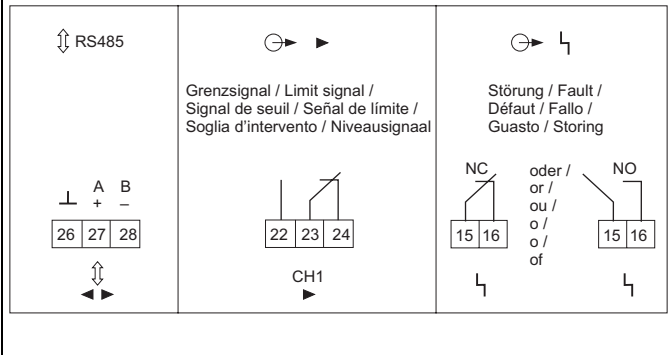 RS485
A B
⊥ + –
26 27 28
Grenzsignal / Limit signal /
Signal de seuil / Señal de límite /
Soglia d'intervento / Niveausignaal
22 23 24
CH1
Störung / Fault /
Défaut / Fallo /
Guasto / Storing
NC
15 16
oder /
or /
ou /
o /
o /
of
NO
15 16